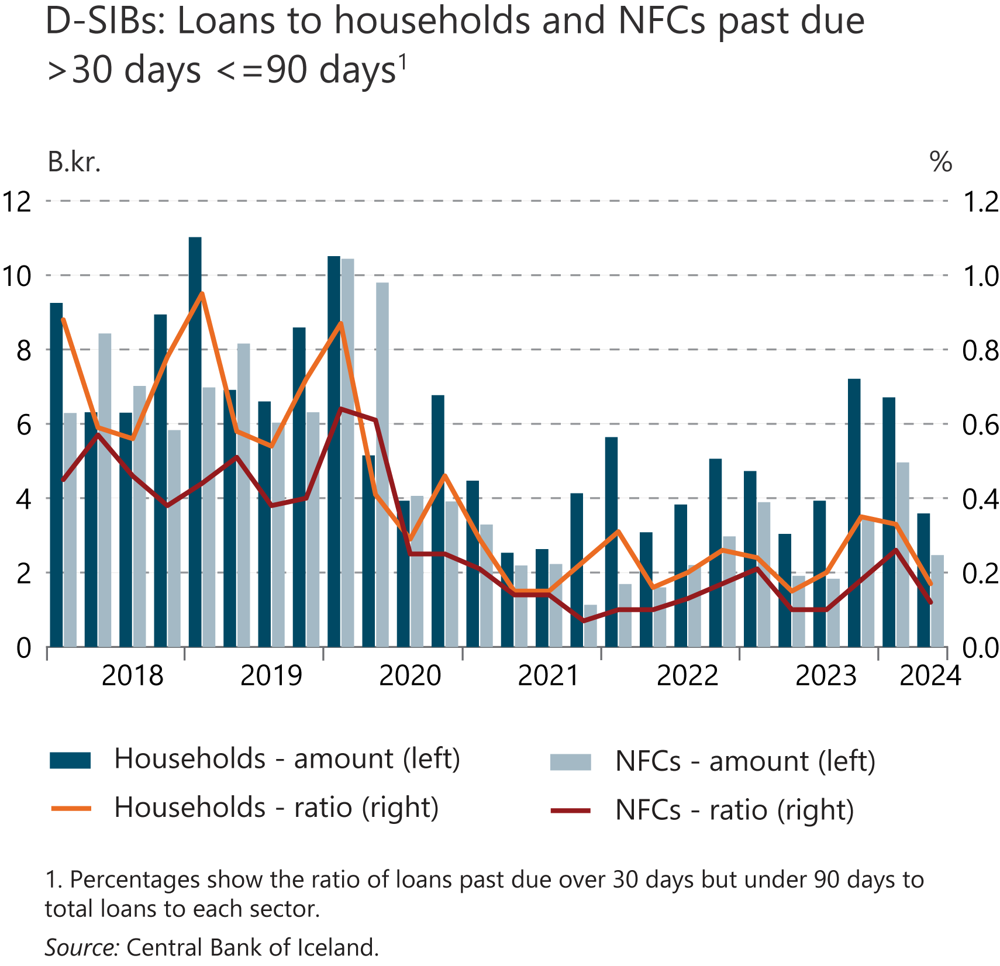 D-SIBs: Loans to households and NFCs past due
>30 days <=90 days¹
B.kr.
%
12
1.2
10
1.0
8
0.8
6
0.6
4
0.4
2
0.2
0
0.0
2018
2019
2020
2021
2022
2023
2024
Households - amount (left)
NFCs - amount (left)
Households - ratio (right)
NFCs - ratio (right)
1. Percentages show the ratio of loans past due over 30 days but under 90 days to
total loans to each sector.
Source: Central Bank of Iceland.